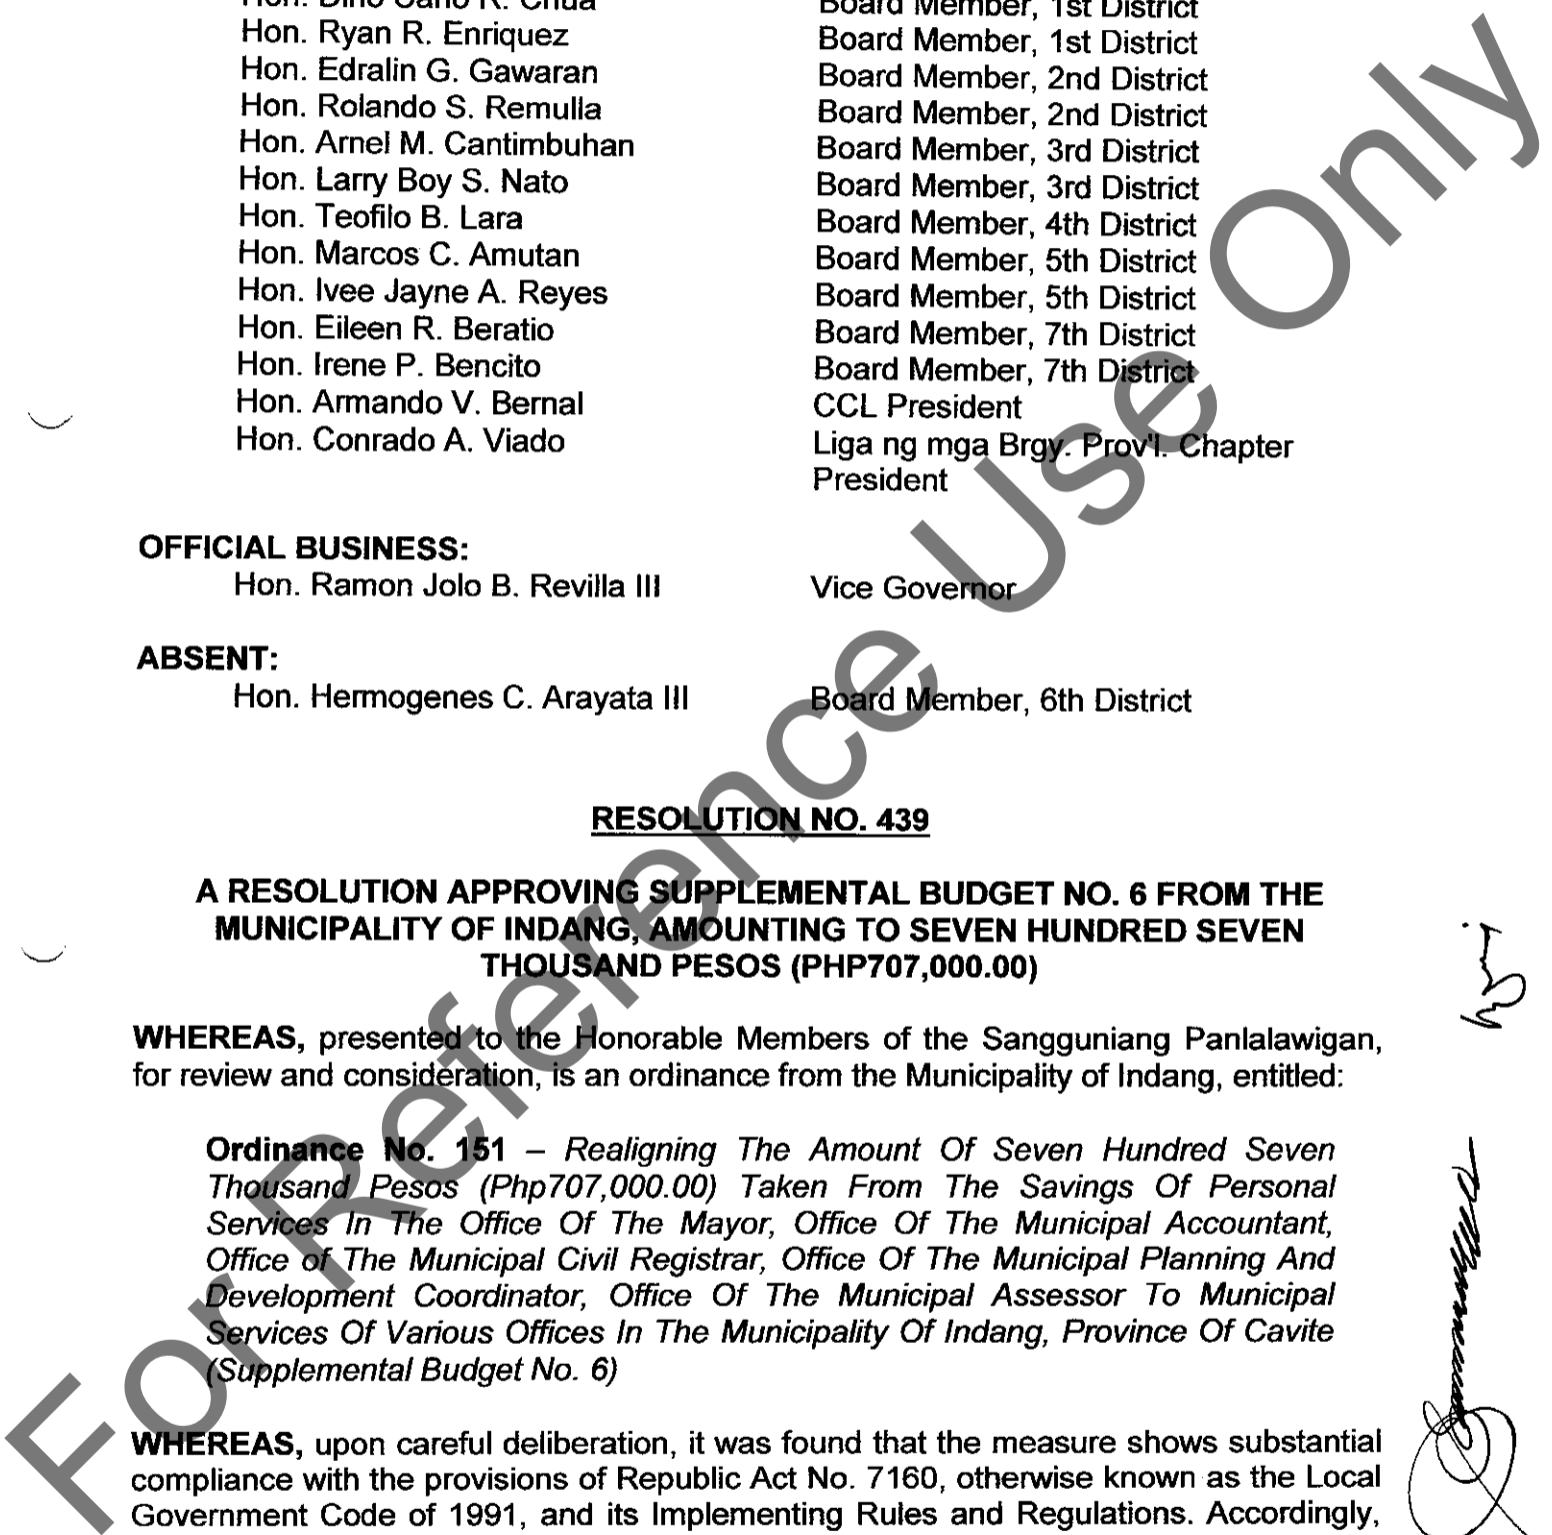 Hon. Dino Carlo R. Chua Board Member, 1st District
Hon. Ryan R. Enriquez Board Member, 1st District
Hon. Edralin G. Gawaran Board Member, 2nd District
Hon. Rolando S. Remulla Board Member, 2nd District
Hon. Arnel M. Cantimbuhan Board Member, 3rd District
Hon. Larry Boy S. Nato Board Member, 3rd District
Hon. Teofilo B. Lara Board Member, 4th District
Hon. Marcos C. Amutan Board Member, 5th District
Hon. Ivee Jayne A. Reyes Board Member, 5th District
Hon. Eileen R. Beratio Board Member, 7th District
Hon. Irene P. Bencito Board Member, 7th District
Hon. Armando V. Bernal CCL President
Hon. Conrado A. Viado Liga ng mga Brgy. Prov'l. Chapter
President
OFFICIAL BUSINESS:
Hon. Ramon Jolo B. Revilla III Vice Governor
ABSENT:
Hon. Hermogenes C. Arayata III Board Member, 6th District
RESOLUTION NO. 439
A RESOLUTION APPROVING SUPPLEMENTAL BUDGET NO. 6 FROM THE
MUNICIPALITY OF INDANG, AMOUNTING TO SEVEN HUNDRED SEVEN
THOUSAND PESOS (PHP707,000.00)
WHEREAS, presented to the Honorable Members of the Sangguniang Panlalawigan,
for review and consideration, is an ordinance from the Municipality of Indang, entitled:
Ordinance No. 151 – Realigning The Amount Of Seven Hundred Seven
Thousand Pesos (Php707,000.00) Taken From The Savings Of Personal
Services In The Office Of The Mayor, Office Of The Municipal Accountant,
Office of The Municipal Civil Registrar, Office Of The Municipal Planning And
Development Coordinator, Office Of The Municipal Assessor To Municipal
Services Of Various Offices In The Municipality Of Indang, Province Of Cavite
(Supplemental Budget No. 6)
WHEREAS, upon careful deliberation, it was found that the measure shows substantial
compliance with the provisions of Republic Act No. 7160, otherwise known as the Local
Government Code of 1991, and its Implementing Rules and Regulations. Accordingly,
For Reference Use Only